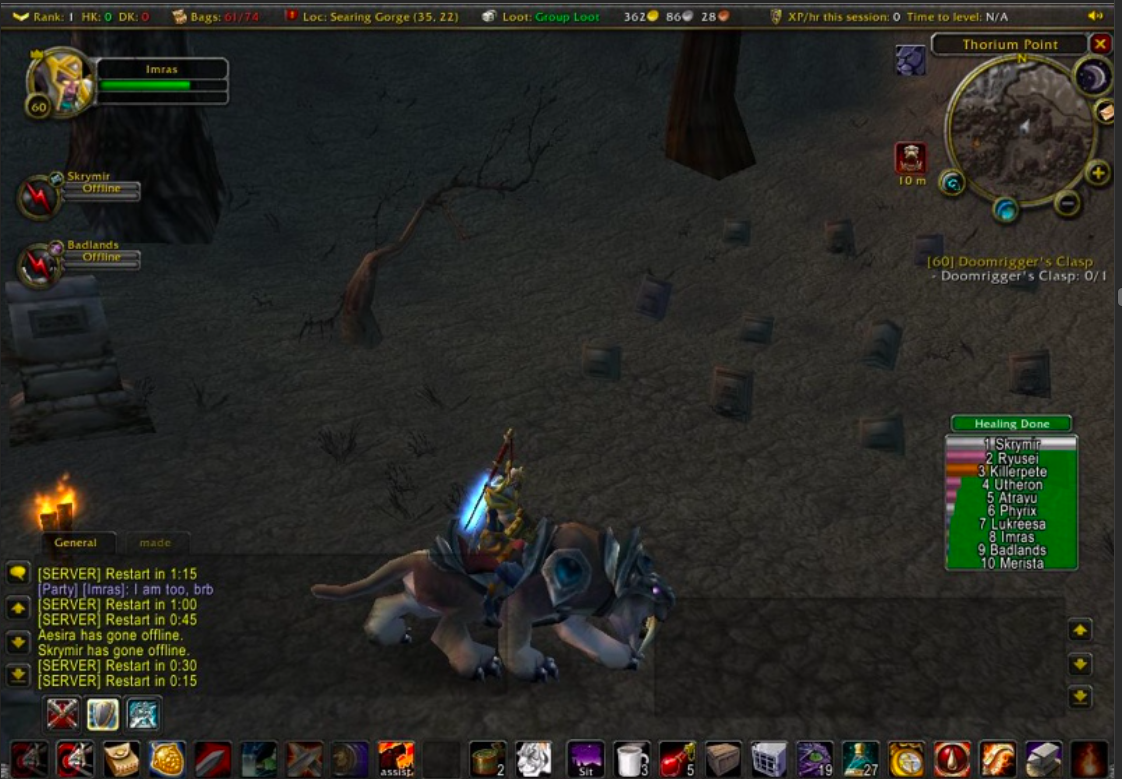 Rank: 1 HK: 0 DK: 0 Bags: 61/74 Loc: Searing Gorge (35, 22) Loot: Group Loot 362 86 28 XP/hr this session: 0 Time to level: N/A
Thorium Point
N
Imras
60
10 m
Skrymir
Offline
Badlands
Offline
[60] Doomrigger's Clasp
- Doomrigger's Clasp: 0/1
Healing Done
1 Skrymir
2 Ryusei
3 Killerpete
4 Utheron
5 Atrayu
6 Phyrix
7 Lukreesa
8 Imras
9 Badlands
10 Merista
General made
[SERVER] Restart in 1:15
[Party] [Imras]: I am too, brb
[SERVER] Restart in 1:00
[SERVER] Restart in 0:45
Aesira has gone offline.
Skrymir has gone offline.
[SERVER] Restart in 0:30
[SERVER] Restart in 0:15
assist 2 Sit 3 5 19 27